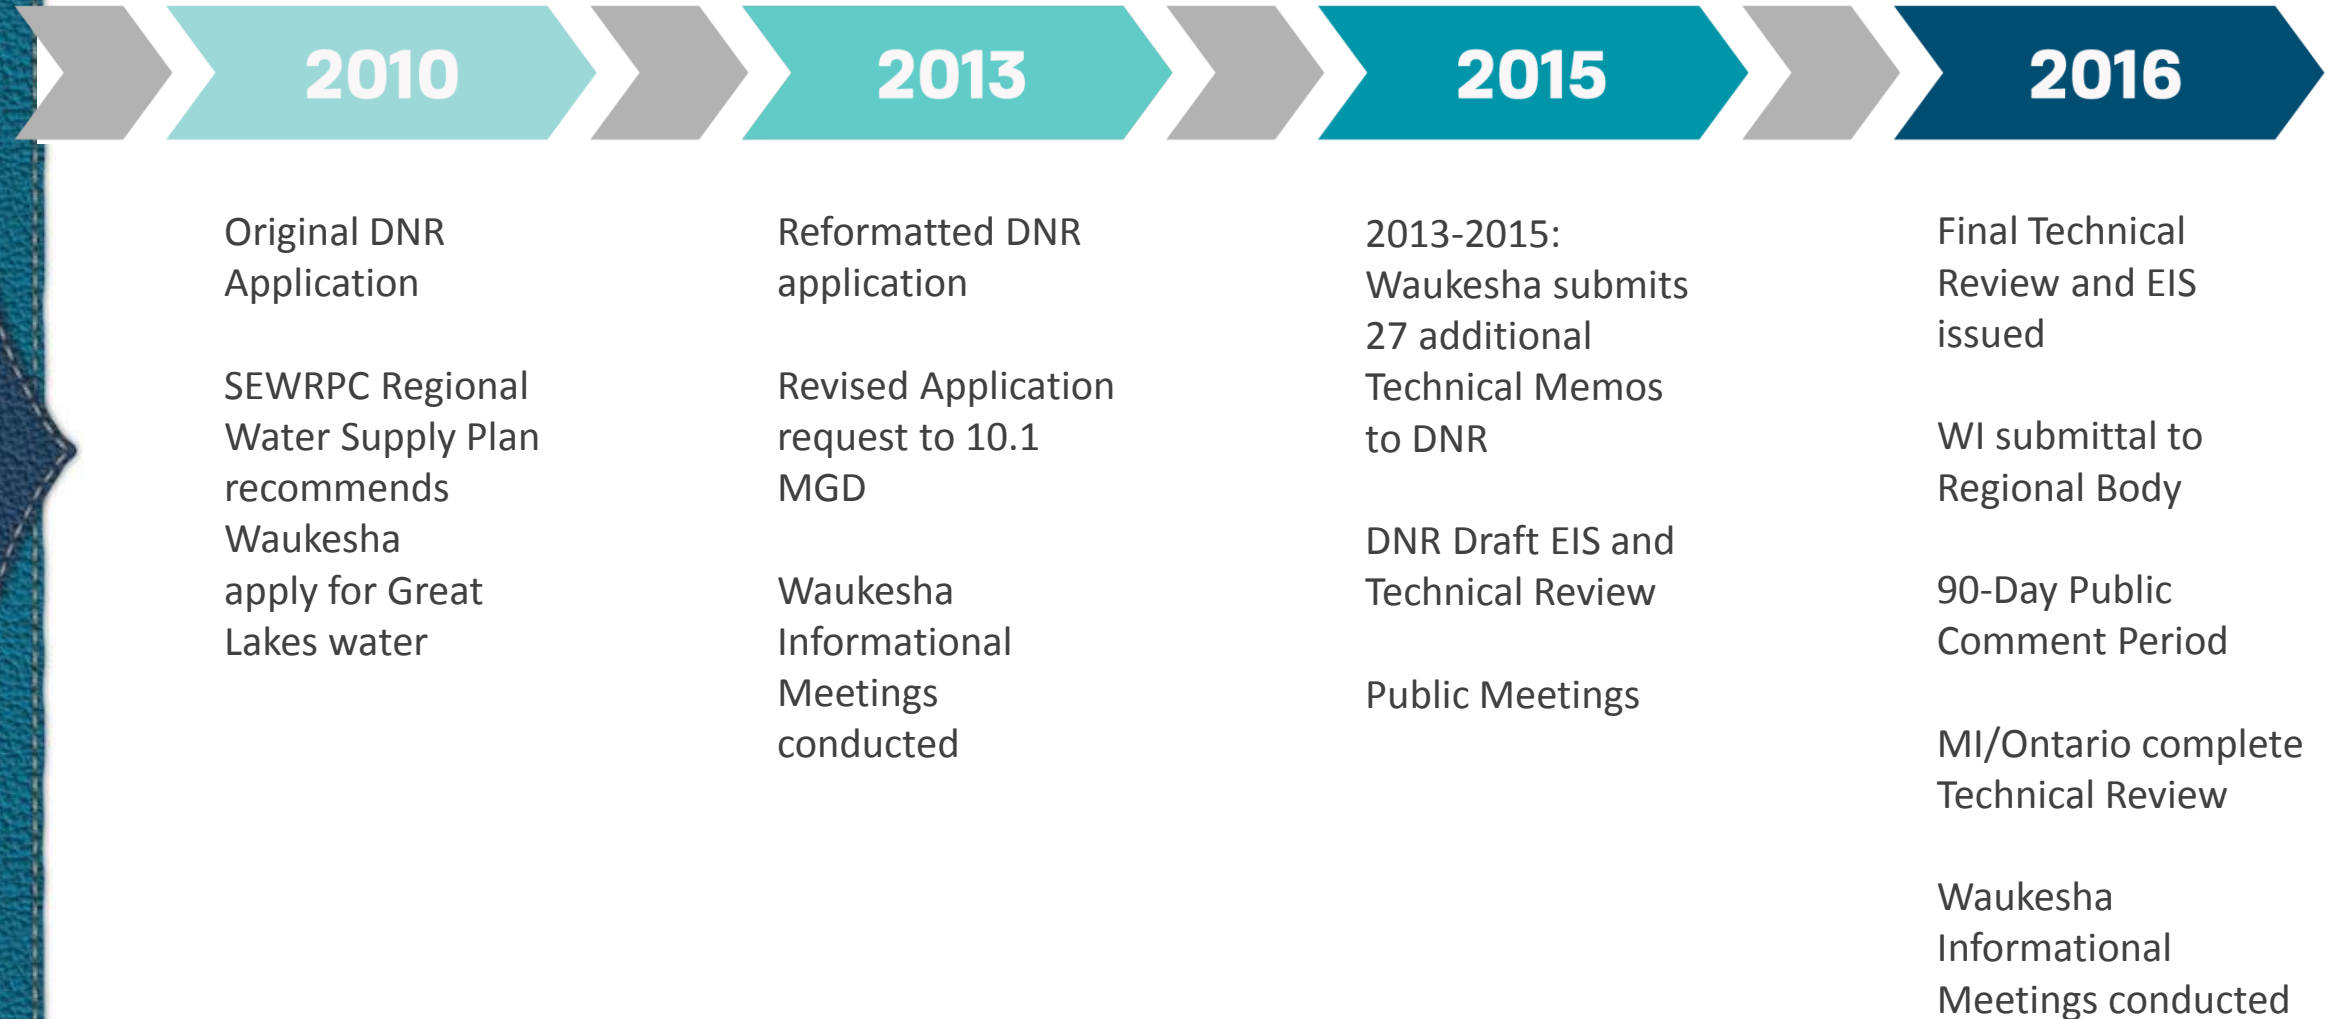 2010
2013
2015
2016
Original DNR
Application
SEWRPC Regional
Water Supply Plan
recommends
Waukesha
apply for Great
Lakes water
Reformatted DNR
application
Revised Application
request to 10.1
MGD
Waukesha
Informational
Meetings
conducted
2013-2015:
Waukesha submits
27 additional
Technical Memos
to DNR
DNR Draft EIS and
Technical Review
Public Meetings
Final Technical
Review and EIS
issued
WI submittal to
Regional Body
90-Day Public
Comment Period
MI/Ontario complete
Technical Review
Waukesha
Informational
Meetings conducted